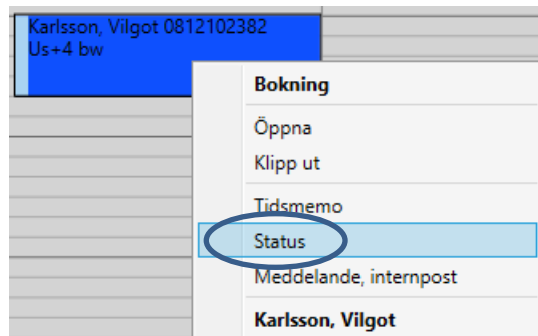 Karlsson, Vilgot 0812102382
Us+4 bw
Bokning
Öppna
Klipp ut
Tidsmemo
Status
Meddelande, internpost
Karlsson, Vilgot